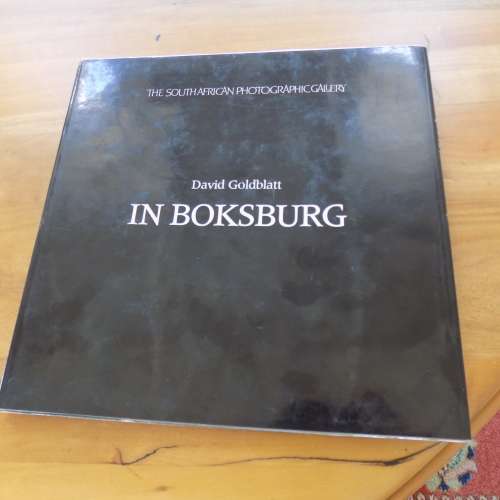 THE SOUTH AFRICAN PHOTOGRAPHIC GALLERY
David Goldblatt
IN BOKSBURG